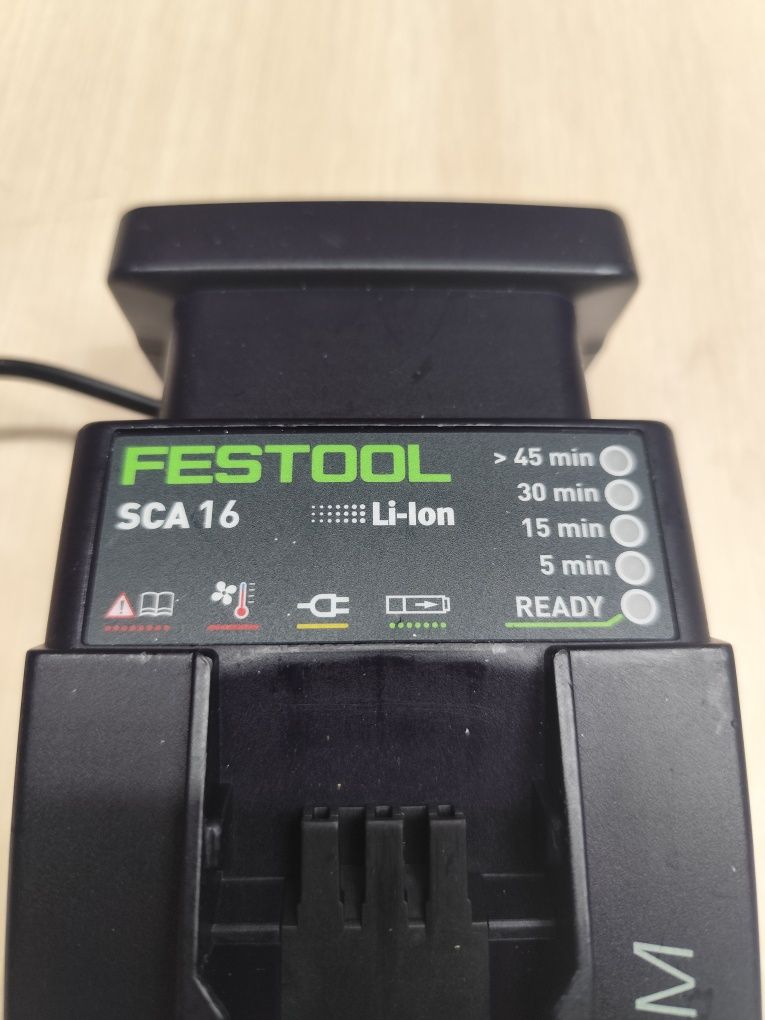 FESTOOL
SCA 16
Li-Ion
> 45 min
30 min
15 min
5 min
READY
M